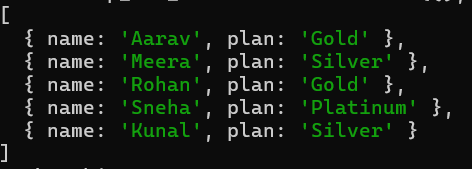 [
  { name: 'Aarav', plan: 'Gold' },
  { name: 'Meera', plan: 'Silver' },
  { name: 'Rohan', plan: 'Gold' },
  { name: 'Sneha', plan: 'Platinum' },
  { name: 'Kunal', plan: 'Silver' }
]